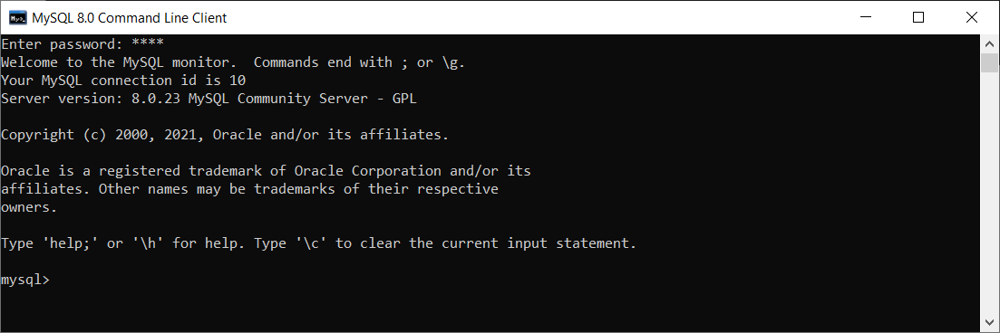 MySQL 8.0 Command Line Client
Enter password: ****
Welcome to the MySQL monitor.  Commands end with ; or \g.
Your MySQL connection id is 10
Server version: 8.0.23 MySQL Community Server - GPL
Copyright (c) 2000, 2021, Oracle and/or its affiliates.
Oracle is a registered trademark of Oracle Corporation and/or its
affiliates. Other names may be trademarks of their respective
owners.
Type 'help;' or '\h' for help. Type '\c' to clear the current input statement.
mysql>